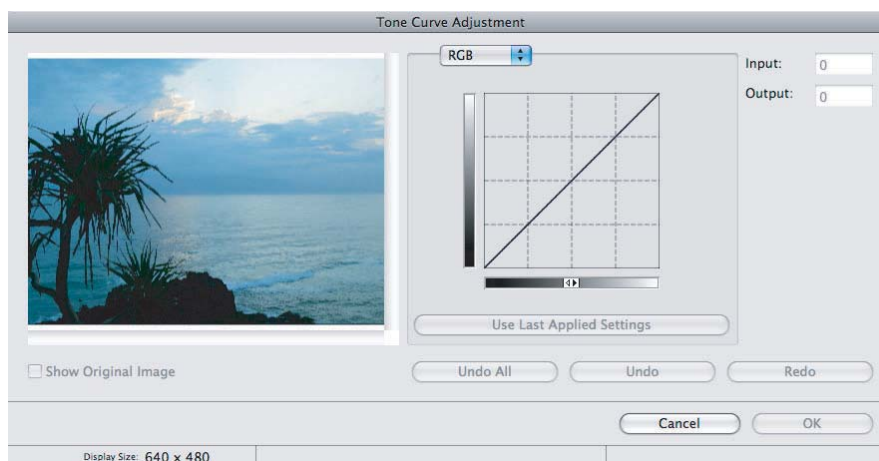 Tone Curve Adjustment
RGB
Input: 0
Output: 0
Use Last Applied Settings
Show Original Image
Undo All
Undo
Redo
Cancel
OK
Display Size: 640 x 480